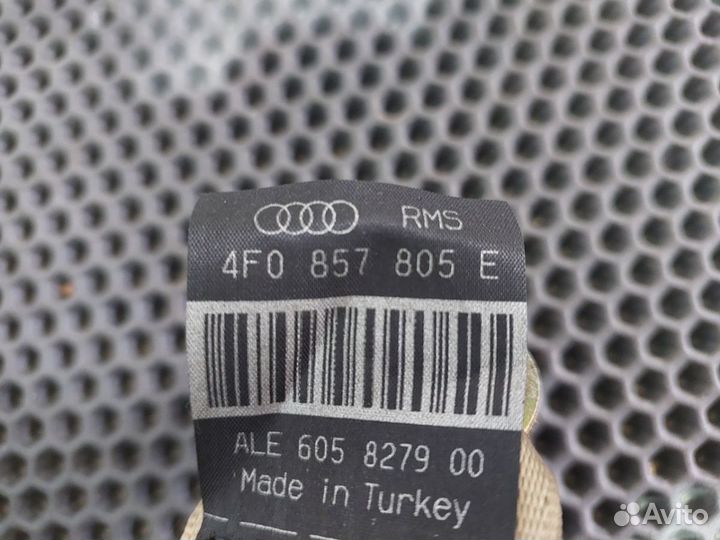 RMS
4F0 857 805 E
ALE 605 8279 00
Made in Turkey
Avito